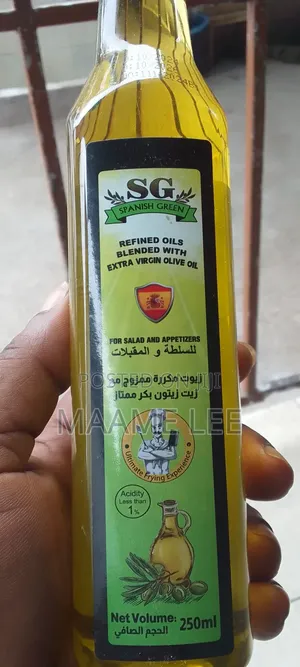 SG
SPANISH GREEN
REFINED OILS
BLENDED WITH
EXTRA VIRGIN OLIVE OIL
FOR SALAD AND APPETIZERS
للسلطة و المقبلات
زيوت مكررة ممزوج مع
زيت زيتون بكر ممتاز
MAAME LEE
Ultimate Frying Experience
Acidity
Less than
1%
Net Volume:
الحجم الصافي
250ml